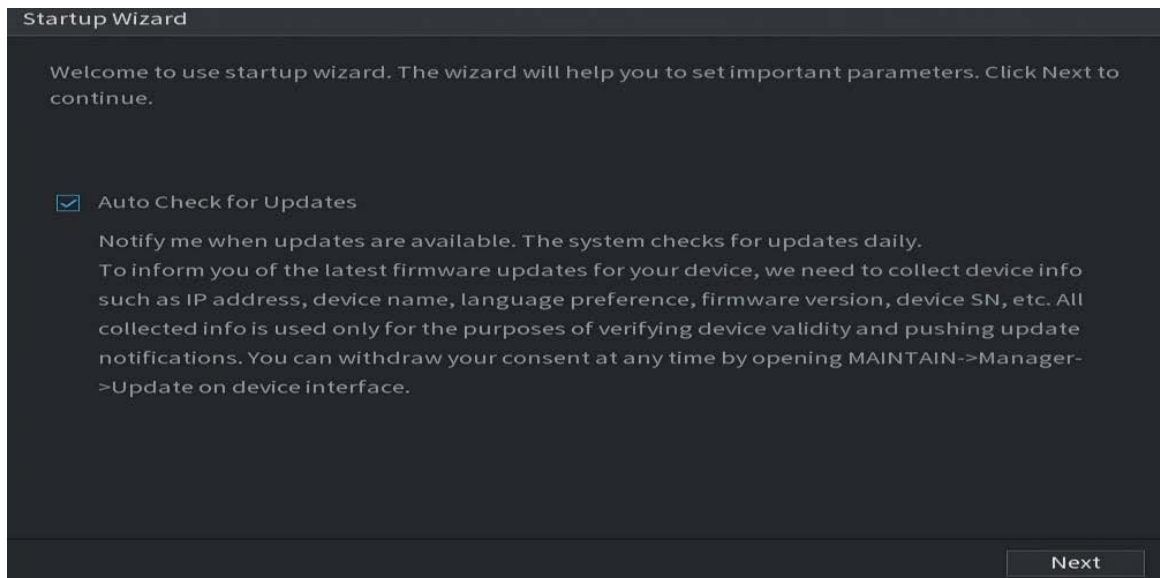 Startup Wizard
Welcome to use startup wizard. The wizard will help you to set important parameters. Click Next to
continue.
Auto Check for Updates
Notify me when updates are available. The system checks for updates daily.
To inform you of the latest firmware updates for your device, we need to collect device info
such as IP address, device name, language preference, firmware version, device SN, etc. All
collected info is used only for the purposes of verifying device validity and pushing update
notifications. You can withdraw your consent at any time by opening MAINTAIN->Manager-
>Update on device interface.
Next